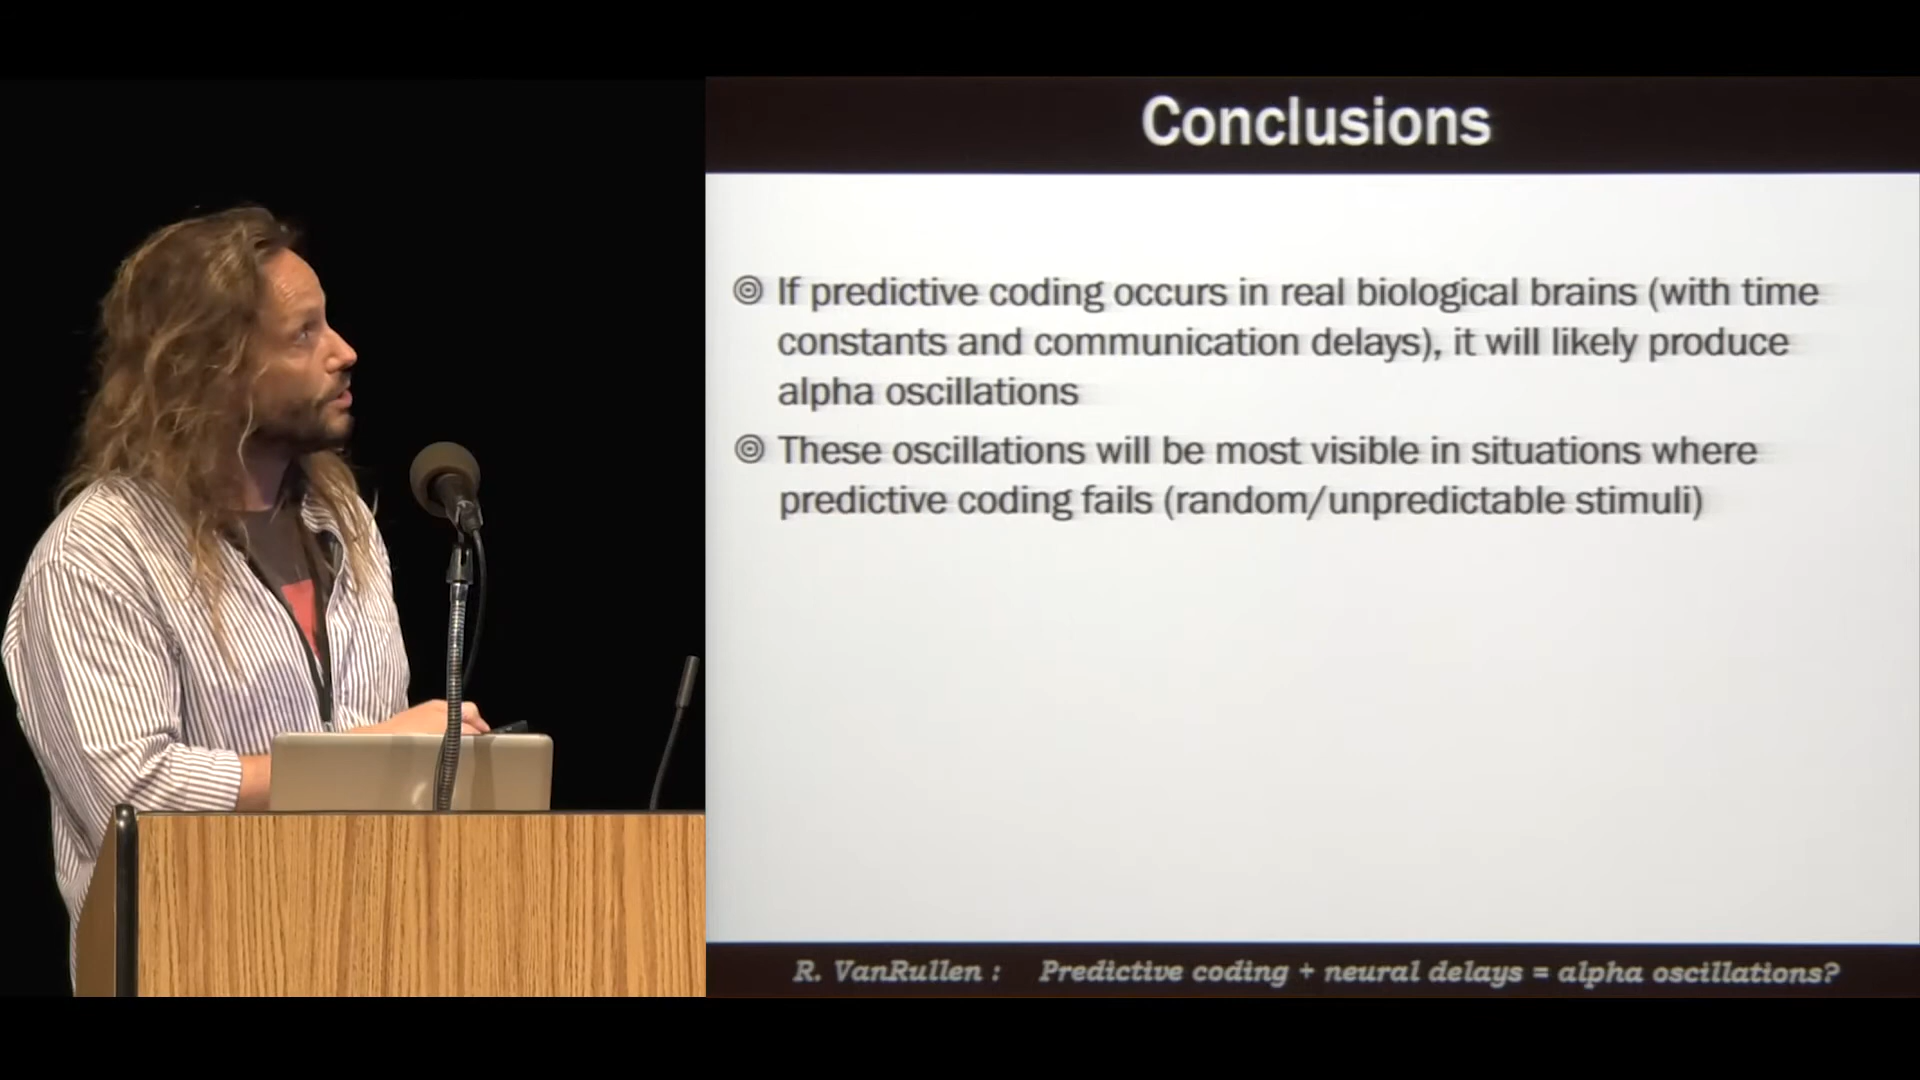 Conclusions
If predictive coding occurs in real biological brains (with time
constants and communication delays), it will likely produce
alpha oscillations
These oscillations will be most visible in situations where
predictive coding fails (random/unpredictable stimuli)
R. VanRullen : Predictive coding + neural delays = alpha oscillations?